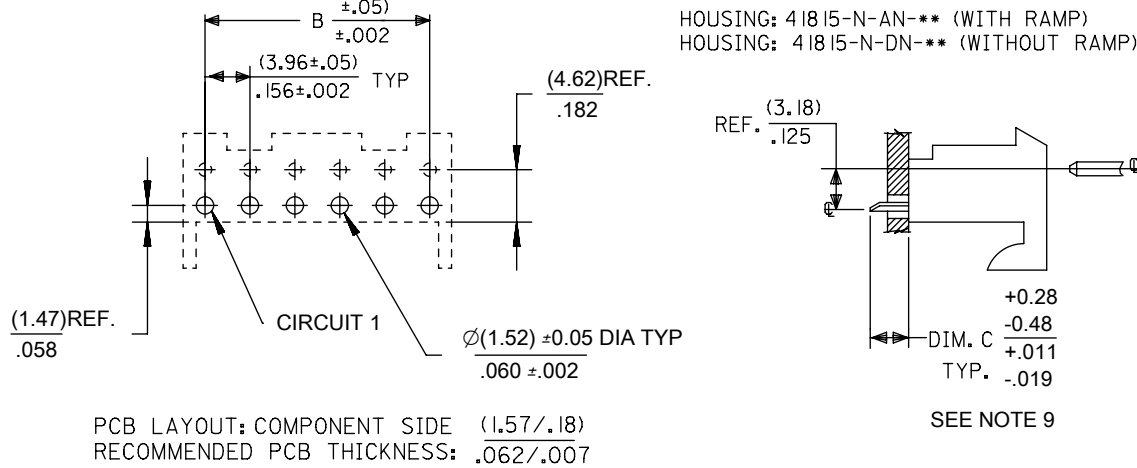 ±.05)
B
±.002
(3.96±.05)
.156±.002
TYP
(4.62)REF.
.182
(1.47)REF.
.058
CIRCUIT 1
Ø(1.52) ±0.05 DIA TYP
.060 ±.002
PCB LAYOUT: COMPONENT SIDE
RECOMMENDED PCB THICKNESS:
(1.57/.18)
.062/.007
HOUSING: 41815-N-AN-** (WITH RAMP)
HOUSING: 41815-N-DN-** (WITHOUT RAMP)
REF.
(3.18)
.125
DIM. C
TYP.
+0.28
-0.48
+.011
-.019
SEE NOTE 9